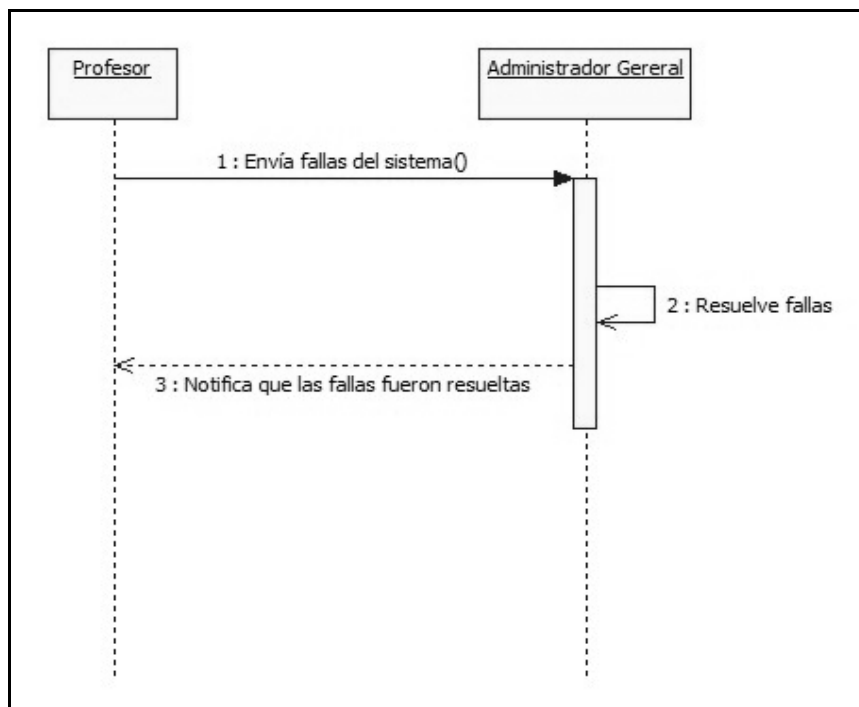 Profesor
Administrador Gereral
1 : Envía fallas del sistema()
2 : Resuelve fallas
3 : Notifica que las fallas fueron resueltas